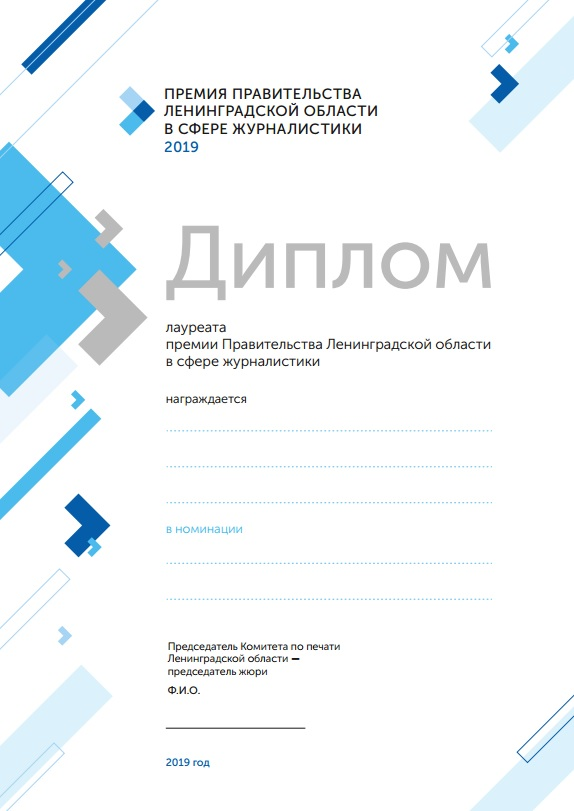 ПРЕМИЯ ПРАВИТЕЛЬСТВА
ЛЕНИНГРАДСКОЙ ОБЛАСТИ
В СФЕРЕ ЖУРНАЛИСТИКИ
2019
Диплом
лауреата
премии Правительства Ленинградской области
в сфере журналистики
награждается
в номинации
Председатель Комитета по печати
Ленинградской области —
председатель жюри
Ф.И.О.
2019 год